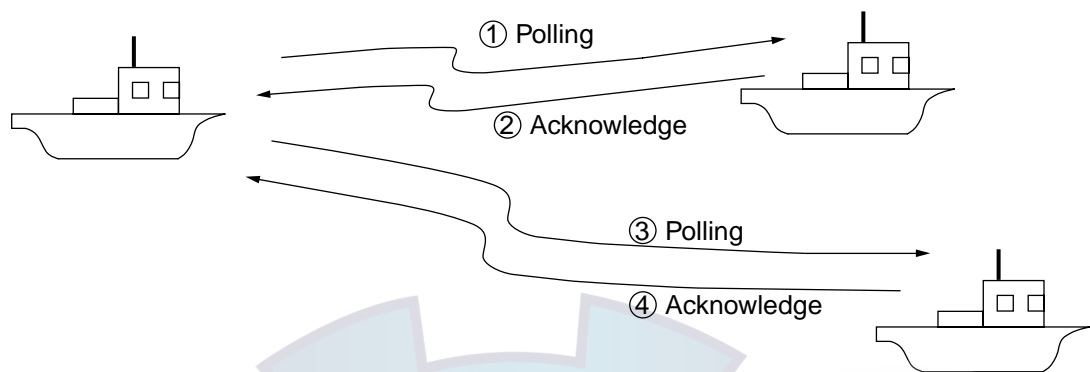 ① Polling
② Acknowledge
③ Polling
④ Acknowledge